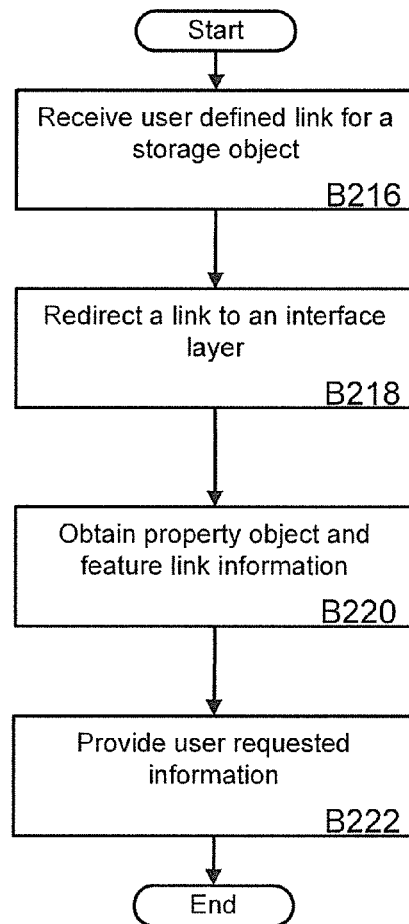 Start
Receive user defined link for a
storage object
B216
Redirect a link to an interface
layer
B218
Obtain property object and
feature link information
B220
Provide user requested
information
B222
End